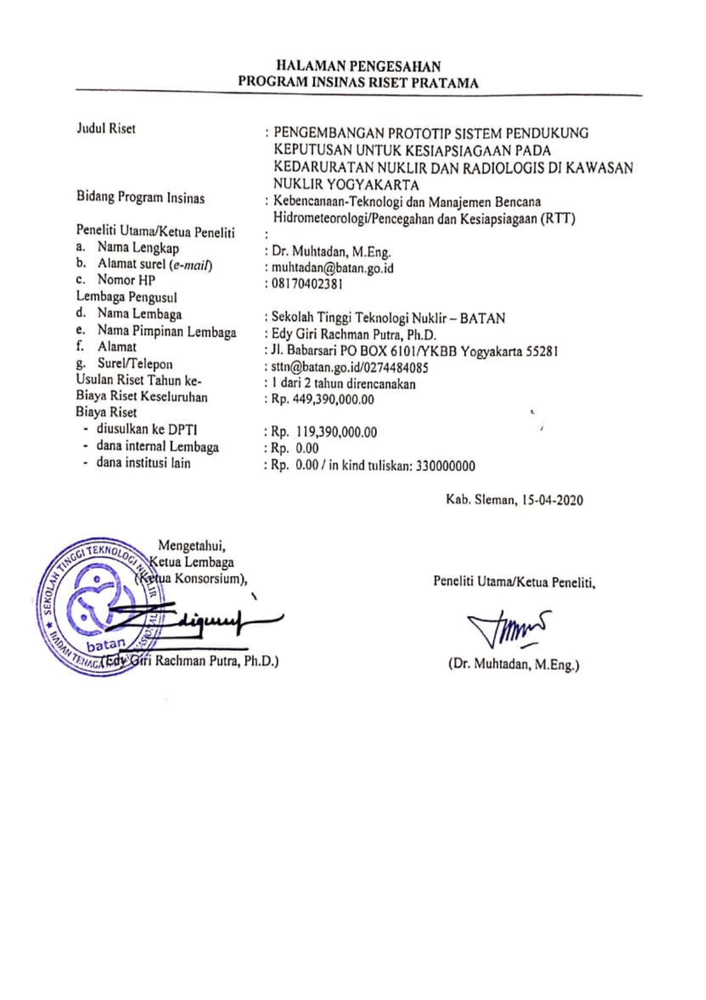 HALAMAN PENGESAHAN
PROGRAM INSINAS RISET PRATAMA
Judul Riset : PENGEMBANGAN PROTOTIP SISTEM PENDUKUNG
KEPUTUSAN UNTUK KESIAPSIAGAAN PADA
KEDARURATAN NUKLIR DAN RADIOLOGIS DI KAWASAN
NUKLIR YOGYAKARTA
Bidang Program Insinas : Kebencanaan-Teknologi dan Manajemen Bencana
Hidrometeorologi/Pencegahan dan Kesiapsiagaan (RTT)
Peneliti Utama/Ketua Peneliti :
a. Nama Lengkap : Dr. Muhtadan, M.Eng.
b. Alamat surel (e-mail) : muhtadan@batan.go.id
c. Nomor HP : 08170402381
Lembaga Pengusul
d. Nama Lembaga : Sekolah Tinggi Teknologi Nuklir – BATAN
e. Nama Pimpinan Lembaga : Edy Giri Rachman Putra, Ph.D.
f. Alamat : Jl. Babarsari PO BOX 6101/YKBB Yogyakarta 55281
g. Surel/Telepon : sttn@batan.go.id/0274484085
Usulan Riset Tahun ke- : 1 dari 2 tahun direncanakan
Biaya Riset Keseluruhan : Rp. 449,390,000.00
Biaya Riset
- diusulkan ke DPTI : Rp. 119,390,000.00
- dana internal Lembaga : Rp. 0.00
- dana institusi lain : Rp. 0.00 / in kind tuliskan: 330000000
Kab. Sleman, 15-04-2020
Mengetahui,
Ketua Lembaga
(Ketua Konsorsium),
Peneliti Utama/Ketua Peneliti,
SEKOLAH TINGGI TEKNOLOGI NUKLIR
BADAN TENAGA NASIONAL
batan
(Edy Giri Rachman Putra, Ph.D.)
(Dr. Muhtadan, M.Eng.)